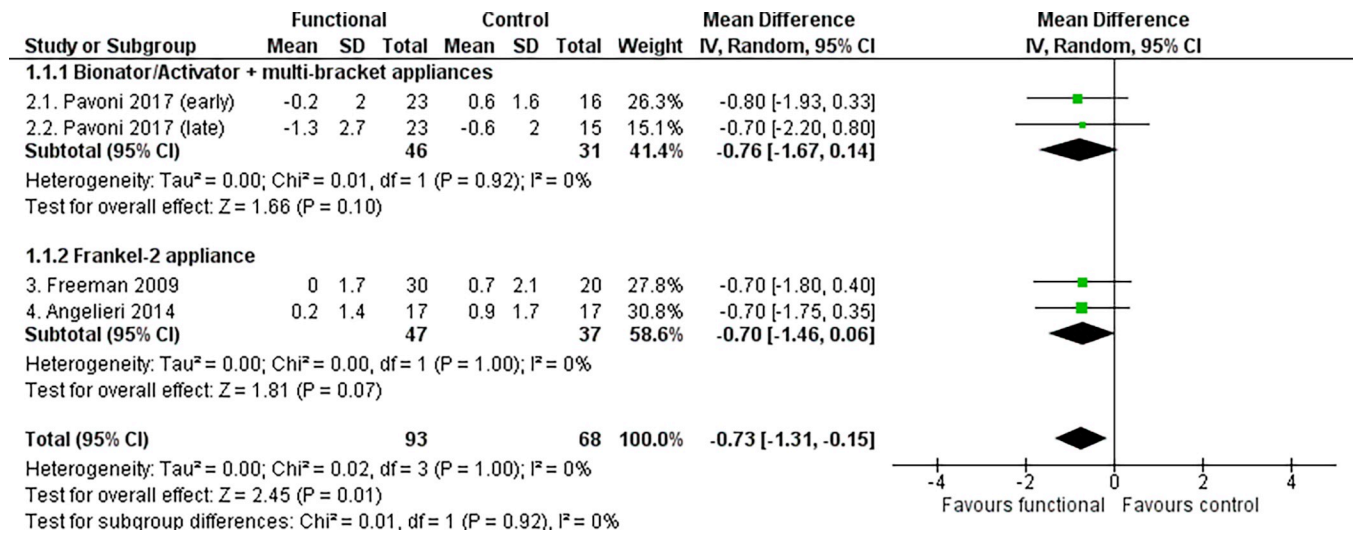 Functional Control Mean Difference Mean Difference
Study or Subgroup Mean SD Total Mean SD Total Weight IV, Random, 95% CI IV, Random, 95% CI
1.1.1 Bionator/Activator + multi-bracket appliances
2.1. Pavoni 2017 (early) -0.2 2 23 0.6 1.6 16 26.3% -0.80 [-1.93, 0.33]
2.2. Pavoni 2017 (late) -1.3 2.7 23 -0.6 2 15 15.1% -0.70 [-2.20, 0.80]
Subtotal (95% CI) 46 31 41.4% -0.76 [-1.67, 0.14]
Heterogeneity: Tau² = 0.00; Chi² = 0.01, df = 1 (P = 0.92); I² = 0%
Test for overall effect: Z = 1.66 (P = 0.10)
1.1.2 Frankel-2 appliance
3. Freeman 2009 0 1.7 30 0.7 2.1 20 27.8% -0.70 [-1.80, 0.40]
4. Angelieri 2014 0.2 1.4 17 0.9 1.7 17 30.8% -0.70 [-1.75, 0.35]
Subtotal (95% CI) 47 37 58.6% -0.70 [-1.46, 0.06]
Heterogeneity: Tau² = 0.00; Chi² = 0.00, df = 1 (P = 1.00); I² = 0%
Test for overall effect: Z = 1.81 (P = 0.07)
Total (95% CI) 93 68 100.0% -0.73 [-1.31, -0.15]
Heterogeneity: Tau² = 0.00; Chi² = 0.02, df = 3 (P = 1.00); I² = 0%
Test for overall effect: Z = 2.45 (P = 0.01)
Test for subgroup differences: Chi² = 0.01, df = 1 (P = 0.92), I² = 0%
-4 -2 0 2 4
Favours functional Favours control